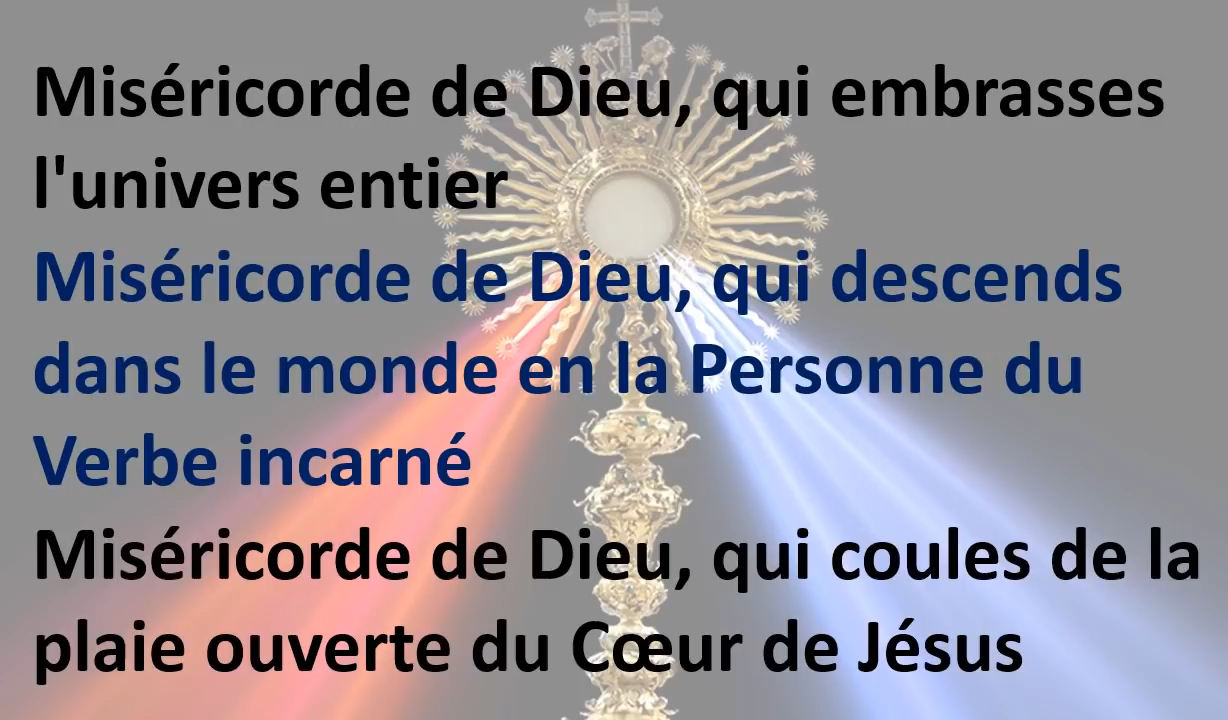 Miséricorde de Dieu, qui embrasses
l'univers entier
Miséricorde de Dieu, qui descends
dans le monde en la Personne du
Verbe incarné
Miséricorde de Dieu, qui coules de la
plaie ouverte du Cœur de Jésus